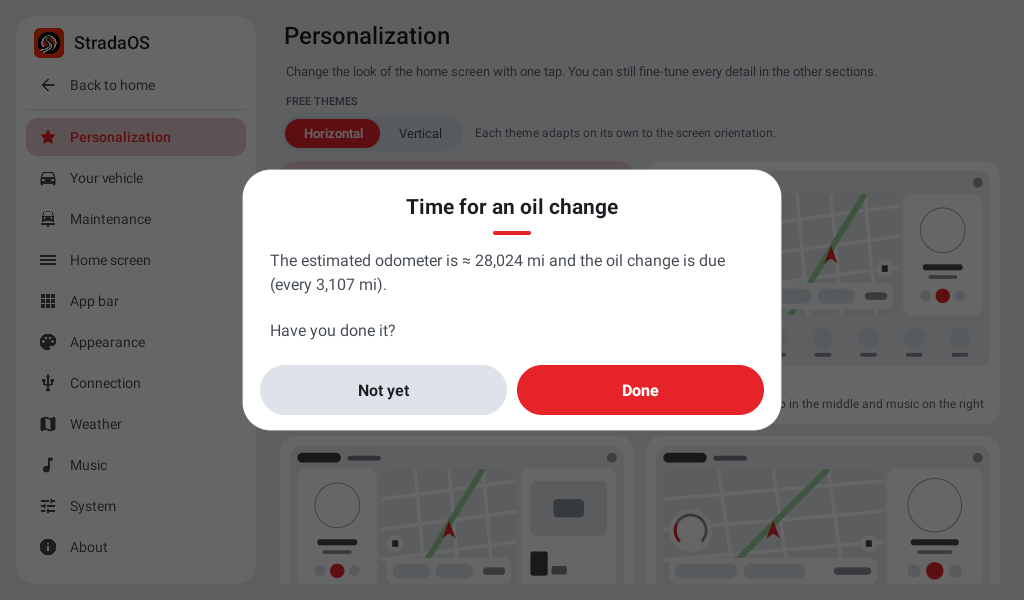 StradaOS
Back to home
Personalization
Your vehicle
Maintenance
Home screen
App bar
Appearance
Connection
Weather
Music
System
About
Personalization
Change the look of the home screen with one tap. You can still fine-tune every detail in the other sections.
FREE THEMES
Horizontal
Vertical
Each theme adapts on its own to the screen orientation.
Time for an oil change
The estimated odometer is ≈ 28,024 mi and the oil change is due
(every 3,107 mi).
Have you done it?
Not yet
Done
in the middle and music on the right